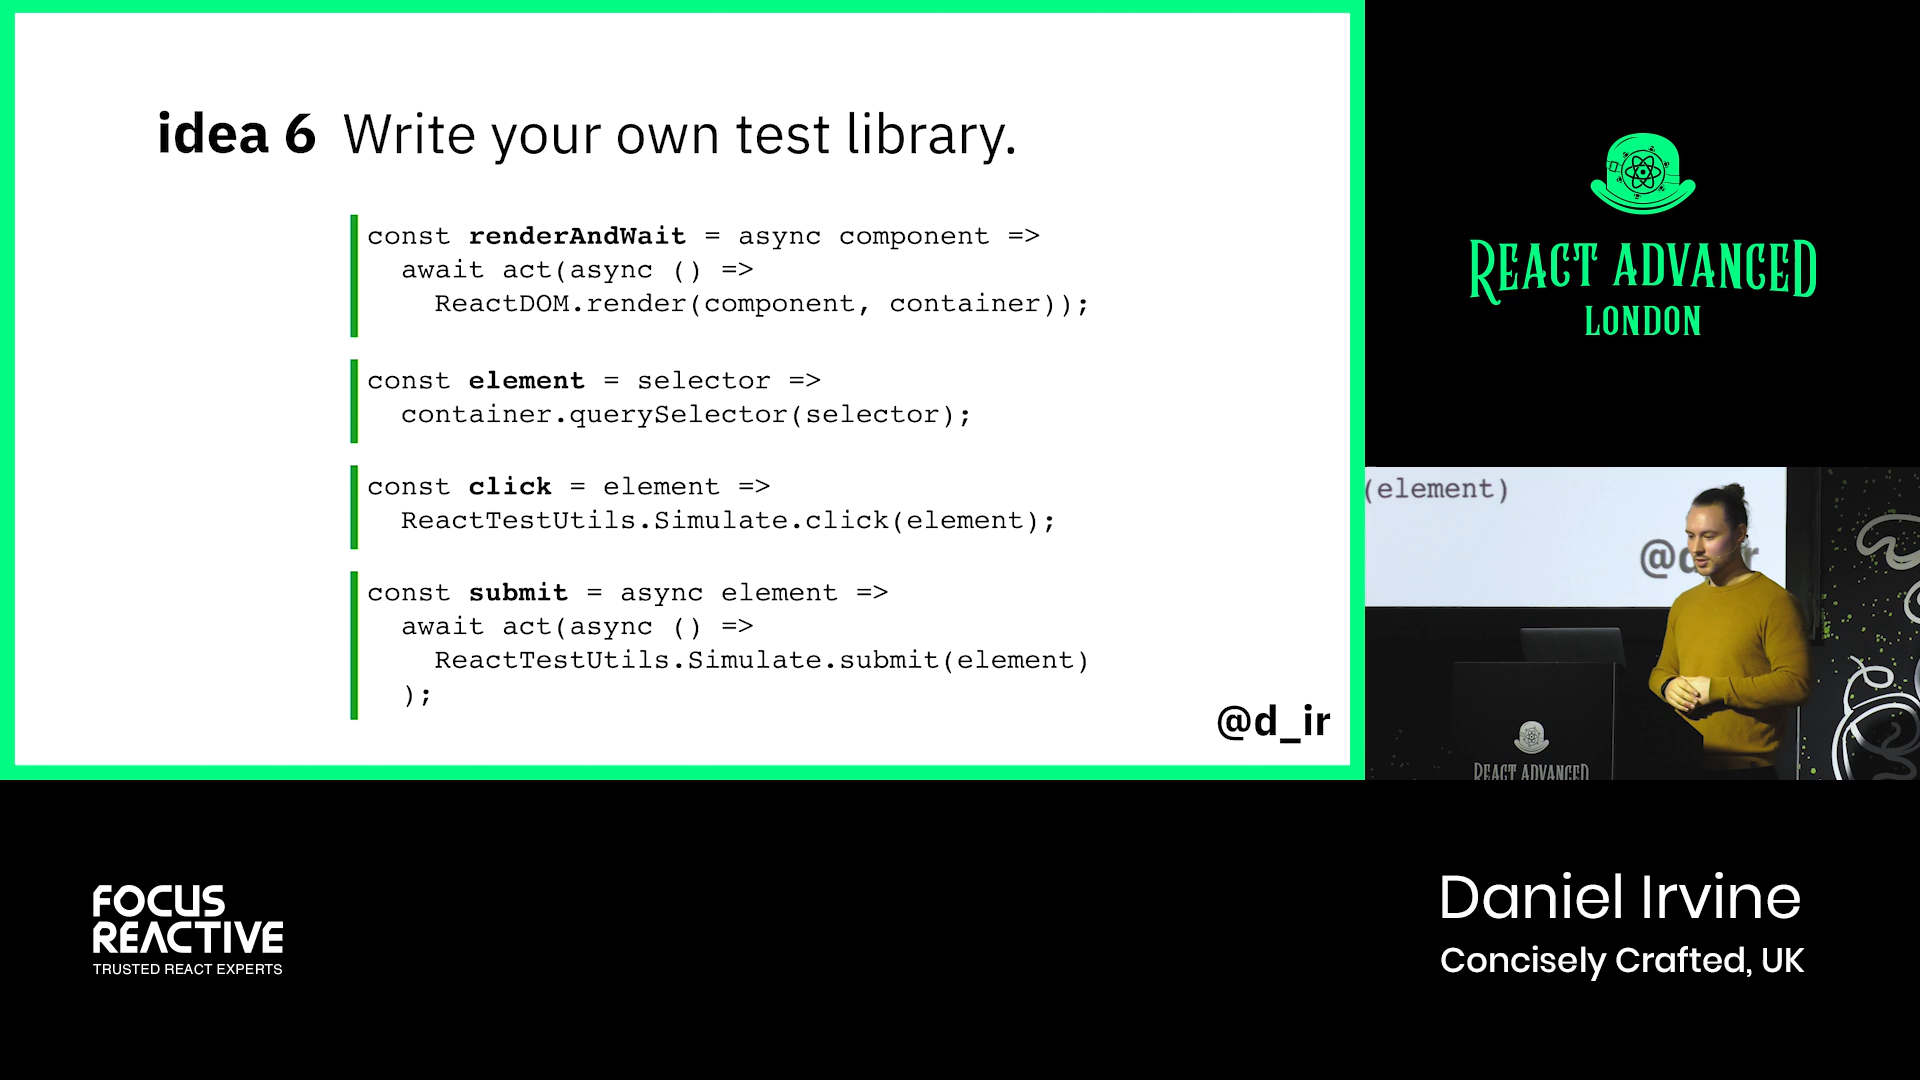 idea 6 Write your own test library.
const renderAndWait = async component =>
await act(async () =>
ReactDOM.render(component, container));
const element = selector =>
container.querySelector(selector);
const click = element =>
ReactTestUtils.Simulate.click(element);
const submit = async element =>
await act(async () =>
ReactTestUtils.Simulate.submit(element)
);
@d_ir
REACT ADVANCED
LONDON
(element)
REACT ADVANCED
FOCUS
REACTIVE
TRUSTED REACT EXPERTS
Daniel Irvine
Concisely Crafted, UK